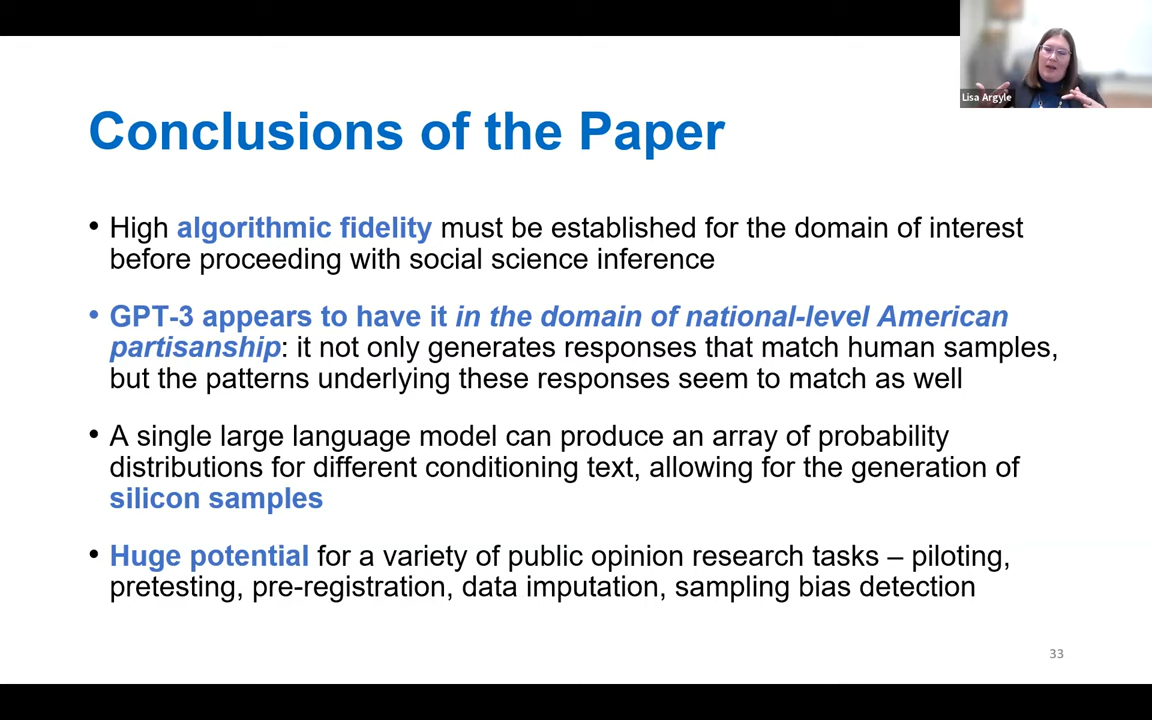 Lisa Argyle
Conclusions of the Paper
• High algorithmic fidelity must be established for the domain of interest
before proceeding with social science inference
• GPT-3 appears to have it in the domain of national-level American
partisanship: it not only generates responses that match human samples,
but the patterns underlying these responses seem to match as well
• A single large language model can produce an array of probability
distributions for different conditioning text, allowing for the generation of
silicon samples
• Huge potential for a variety of public opinion research tasks – piloting,
pretesting, pre-registration, data imputation, sampling bias detection
33